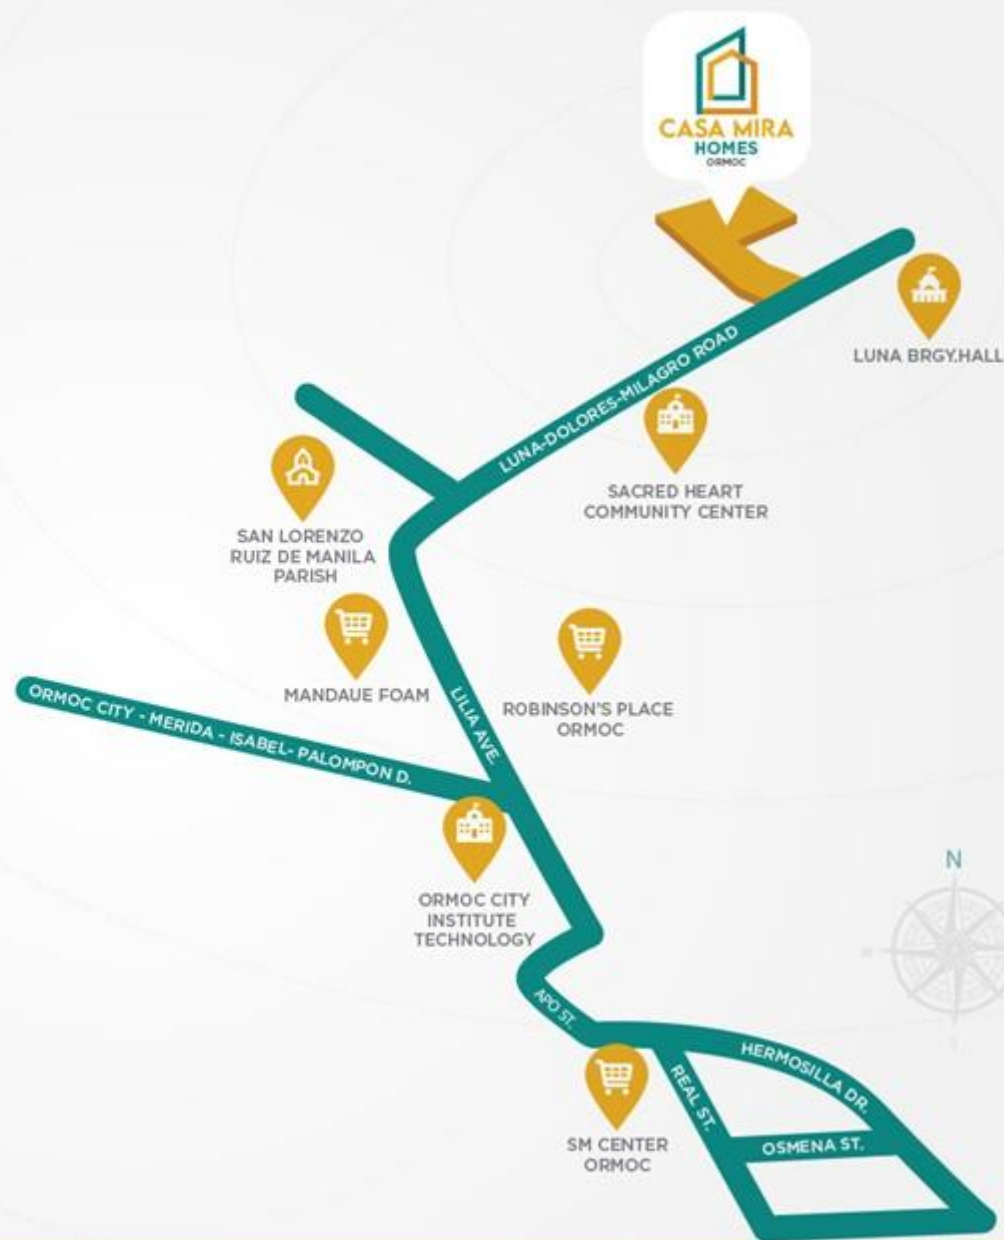 CASA MIRA
HOMES
ORMOC
LUNA BRGY.HALL
LUNA-DOLORES-MILAGRO ROAD
SACRED HEART
COMMUNITY CENTER
SAN LORENZO
RUIZ DE MANILA
PARISH
MANDAUE FOAM
ROBINSON'S PLACE
ORMOC
LILIA AVE.
ORMOC CITY - MERIDA - ISABEL- PALOMPON D.
ORMOC CITY
INSTITUTE
TECHNOLOGY
N
APO ST.
HERMOSILLA DR.
REAL ST.
OSMENA ST.
SM CENTER
ORMOC